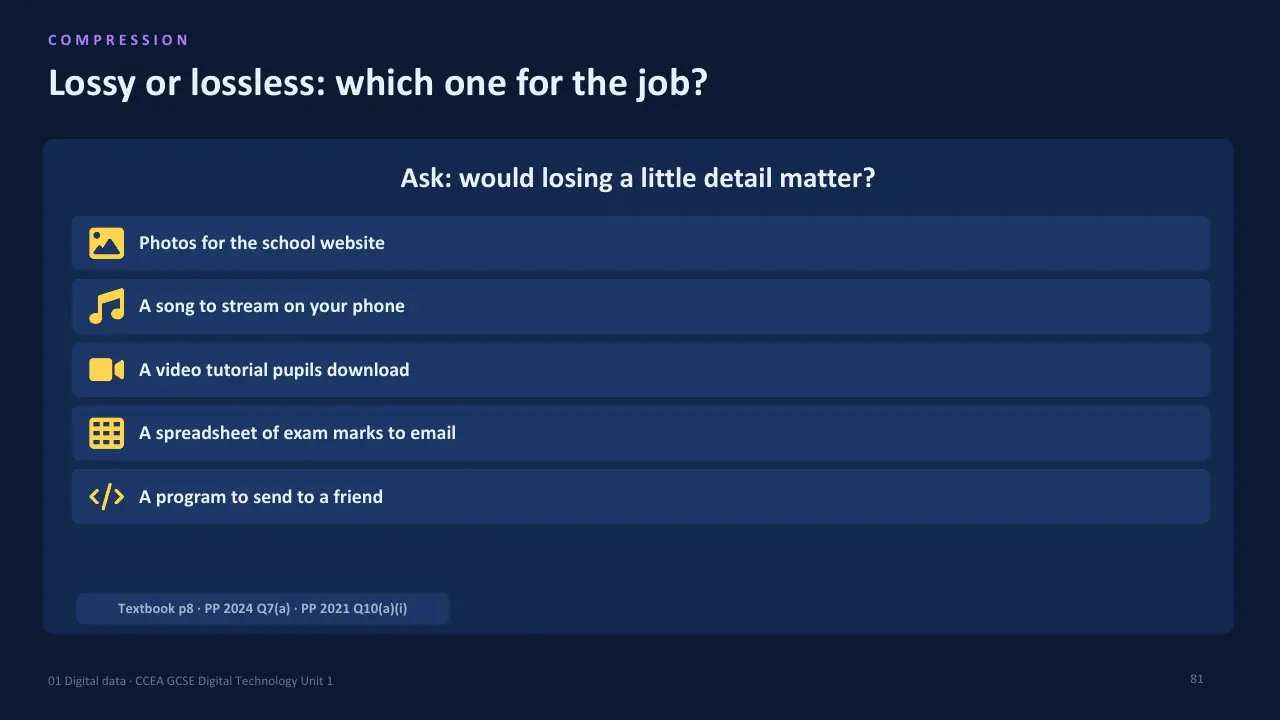 COMPRESSION
Lossy or lossless: which one for the job?
Ask: would losing a little detail matter?
Photos for the school website
A song to stream on your phone
A video tutorial pupils download
A spreadsheet of exam marks to email
A program to send to a friend
Textbook p8 · PP 2024 Q7(a) · PP 2021 Q10(a)(i)
01 Digital data · CCEA GCSE Digital Technology Unit 1
81